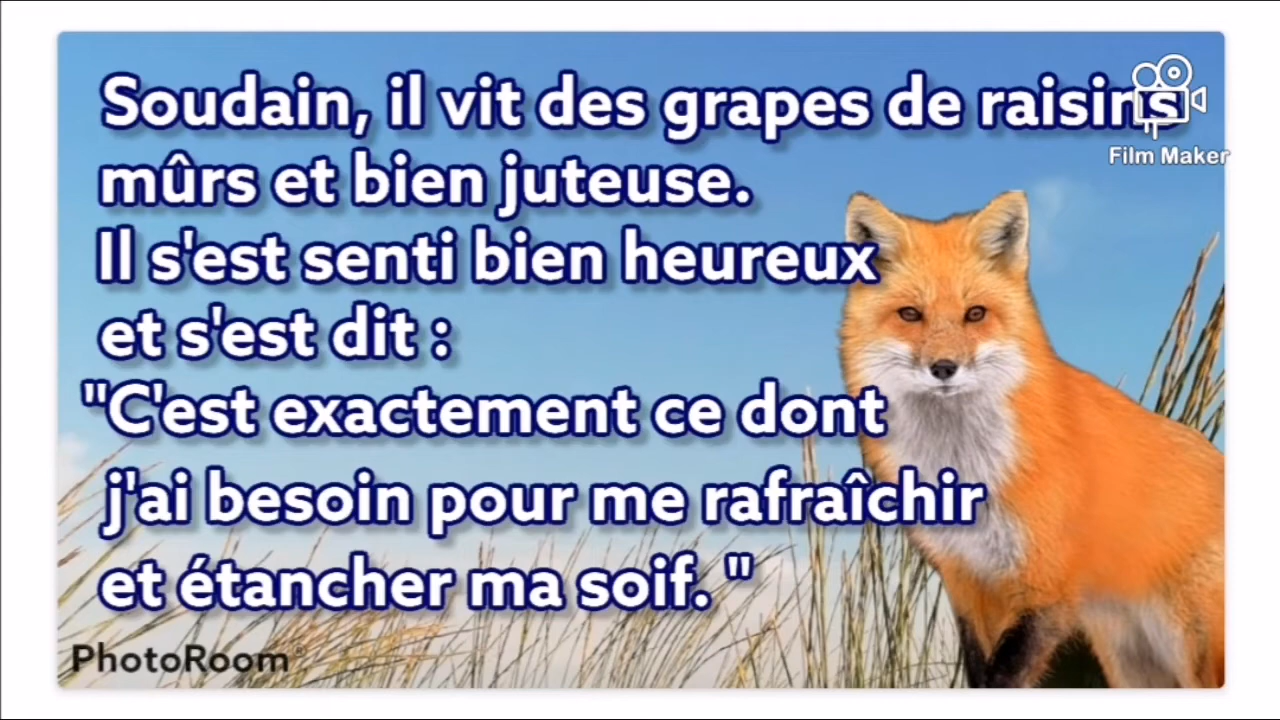 Soudain, il vit des grapes de raisins
Film Maker
mûrs et bien juteuse.
Il s'est senti bien heureux
et s'est dit :
"C'est exactement ce dont
j'ai besoin pour me rafraîchir
et étancher ma soif. "
PhotoRoom